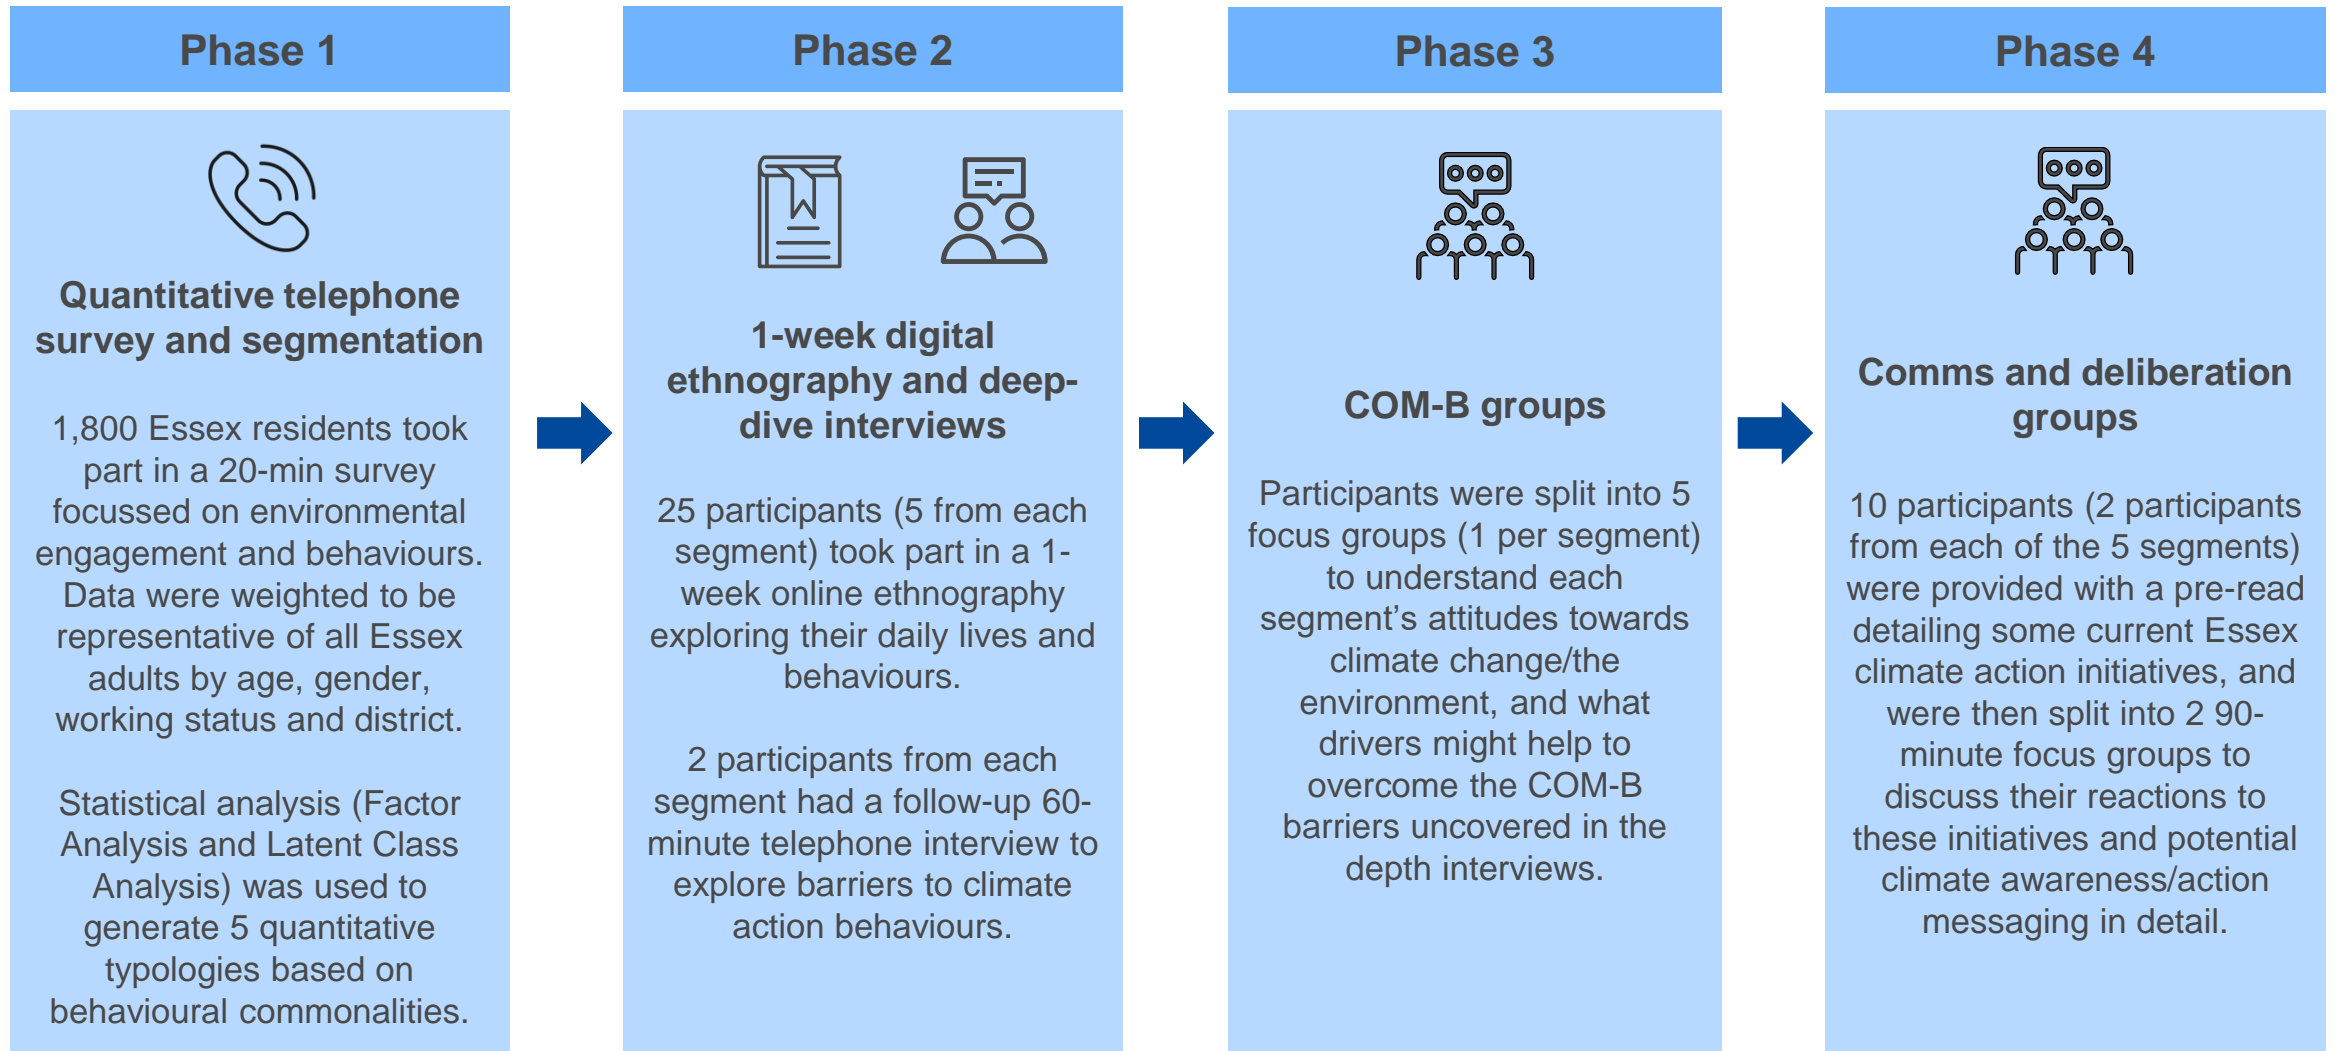 Phase 1
Quantitative telephone
survey and segmentation
1,800 Essex residents took
part in a 20-min survey
focussed on environmental
engagement and behaviours.
Data were weighted to be
representative of all Essex
adults by age, gender,
working status and district.
Statistical analysis (Factor
Analysis and Latent Class
Analysis) was used to
generate 5 quantitative
typologies based on
behavioural commonalities.
Phase 2
1-week digital
ethnography and deep-
dive interviews
25 participants (5 from each
segment) took part in a 1-
week online ethnography
exploring their daily lives and
behaviours.
2 participants from each
segment had a follow-up 60-
minute telephone interview to
explore barriers to climate
action behaviours.
Phase 3
COM-B groups
Participants were split into 5
focus groups (1 per segment)
to understand each
segment’s attitudes towards
climate change/the
environment, and what
drivers might help to
overcome the COM-B
barriers uncovered in the
depth interviews.
Phase 4
Comms and deliberation
groups
10 participants (2 participants
from each of the 5 segments)
were provided with a pre-read
detailing some current Essex
climate action initiatives, and
were then split into 2 90-
minute focus groups to
discuss their reactions to
these initiatives and potential
climate awareness/action
messaging in detail.